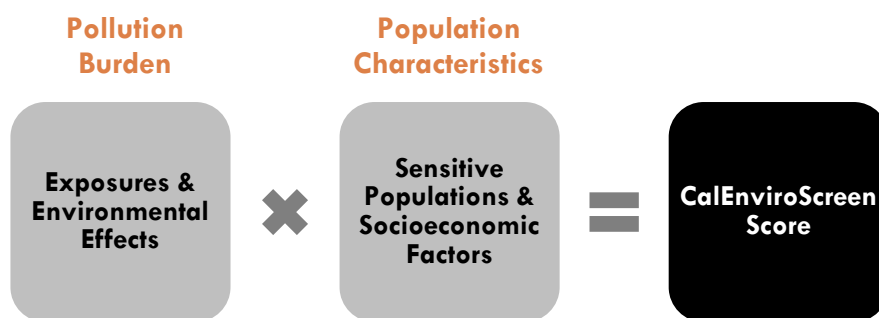 Pollution
Burden
Population
Characteristics
Exposures &
Environmental
Effects
Sensitive
Populations &
Socioeconomic
Factors
CalEnviroScreen
Score